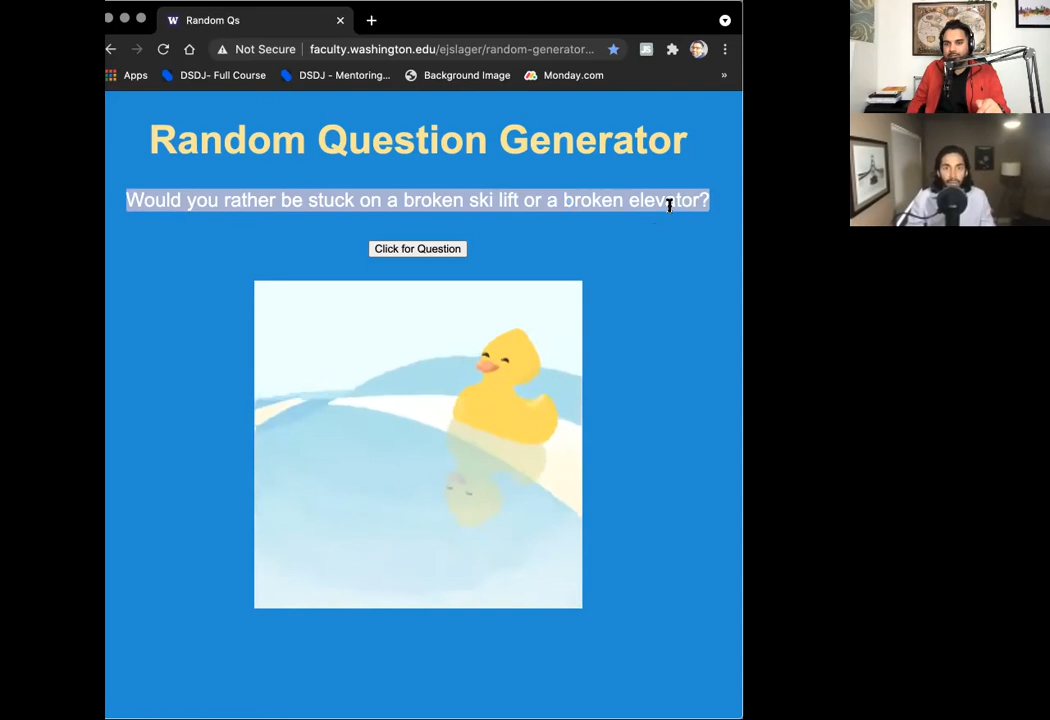 Random Qs
Not Secure
faculty.washington.edu/ejslager/random-generator...
JS
Apps
DSDJ- Full Course
DSDJ - Mentoring...
Background Image
Monday.com
»
Random Question Generator
Would you rather be stuck on a broken ski lift or a broken elevator?
Click for Question